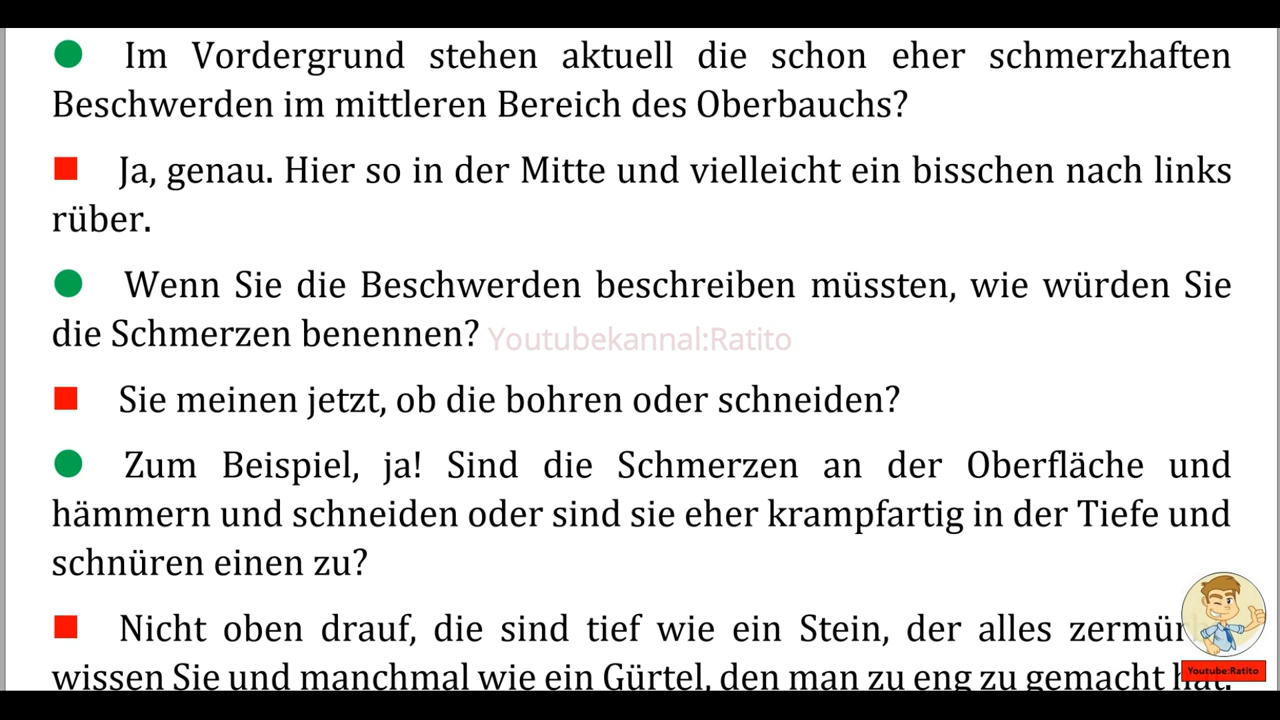 Im Vordergrund stehen aktuell die schon eher schmerzhaften
Beschwerden im mittleren Bereich des Oberbauchs?
Ja, genau. Hier so in der Mitte und vielleicht ein bisschen nach links
rüber.
Wenn Sie die Beschwerden beschreiben müssten, wie würden Sie
die Schmerzen benennen? Youtubekannal:Ratito
Sie meinen jetzt, ob die bohren oder schneiden?
Zum Beispiel, ja! Sind die Schmerzen an der Oberfläche und
hämmern und schneiden oder sind sie eher krampfartig in der Tiefe und
schnüren einen zu?
Nicht oben drauf, die sind tief wie ein Stein, der alles
wissen Sie und manchmal wie ein Gürtel, den man zu eng zu gemacht hat.
Youtube:Ratito